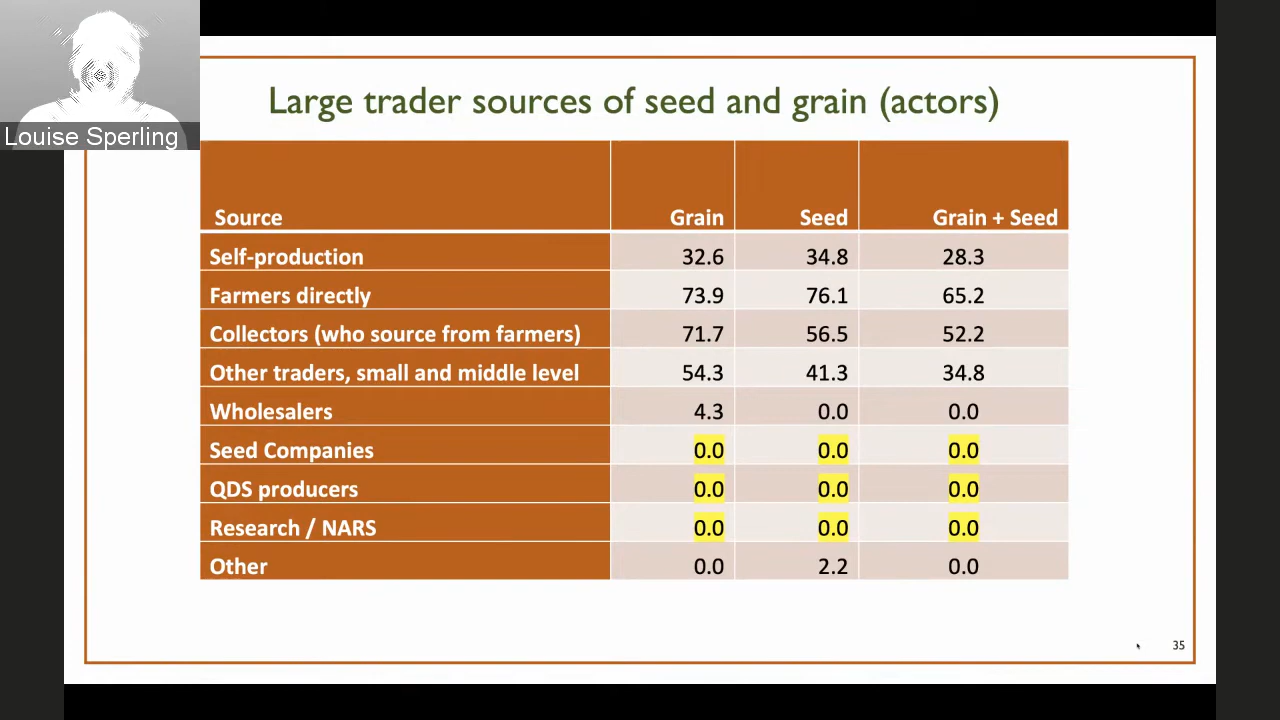 Louise Sperling
Large trader sources of seed and grain (actors)
Source Grain Seed Grain + Seed
Self-production 32.6 34.8 28.3
Farmers directly 73.9 76.1 65.2
Collectors (who source from farmers) 71.7 56.5 52.2
Other traders, small and middle level 54.3 41.3 34.8
Wholesalers 4.3 0.0 0.0
Seed Companies 0.0 0.0 0.0
QDS producers 0.0 0.0 0.0
Research / NARS 0.0 0.0 0.0
Other 0.0 2.2 0.0
35